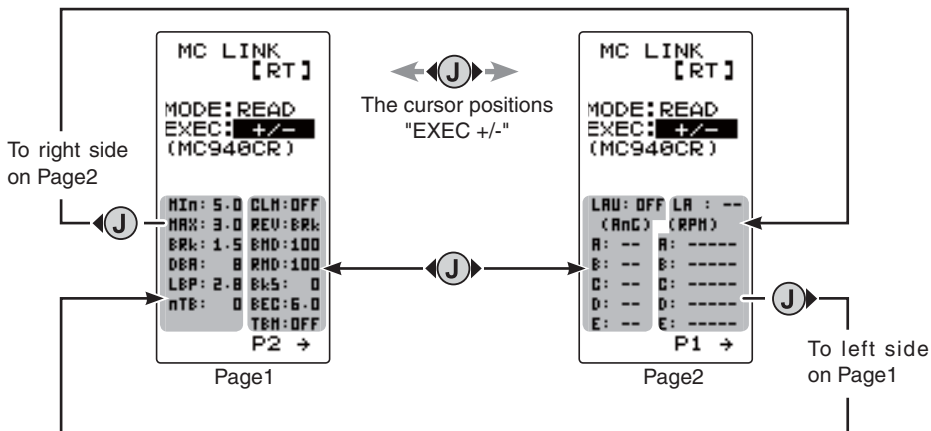 MC LINK
[RT]
MODE:READ
EXEC: +/-
(MC940CR)
MIn: 5.0 CLM:OFF
MAX: 3.0 REV:BRk
BRk: 1.5 BMD:100
DBA: 8 RMD:100
LBP: 2.8 BkS: 0
nTB: 0 BEC:6.0
TBM:OFF
P2 →
Page1
To right side
on Page2
J
J
The cursor positions
"EXEC +/-"
J
MC LINK
[RT]
MODE:READ
EXEC: +/-
(MC940CR)
LAU: OFF LA : --
(AnG) (RPM)
A: -- A: -----
B: -- B: -----
C: -- C: -----
D: -- D: -----
E: -- E: -----
P1 →
Page2
J
To left side
on Page1